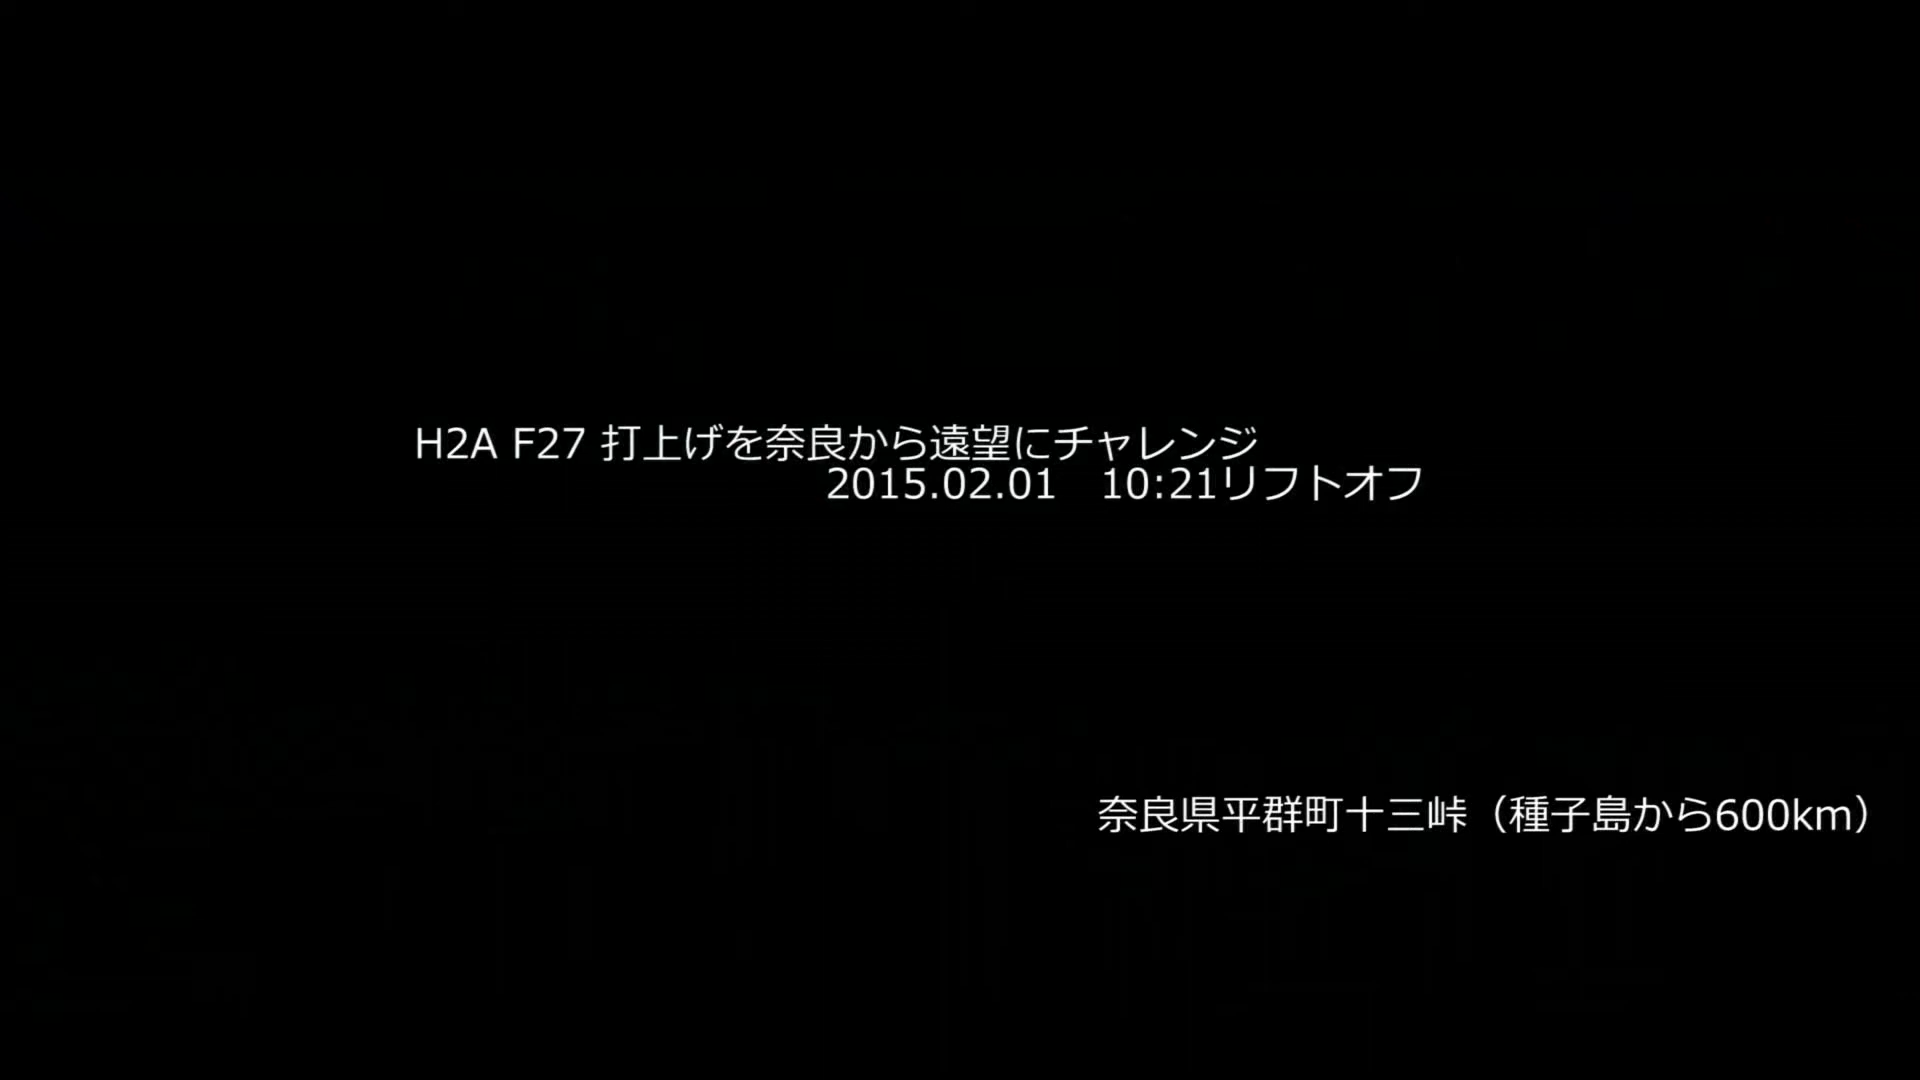 H2A F27 打上げを奈良から遠望にチャレンジ
2015.02.01　10:21リフトオフ
奈良県平群町十三峠（種子島から600km）